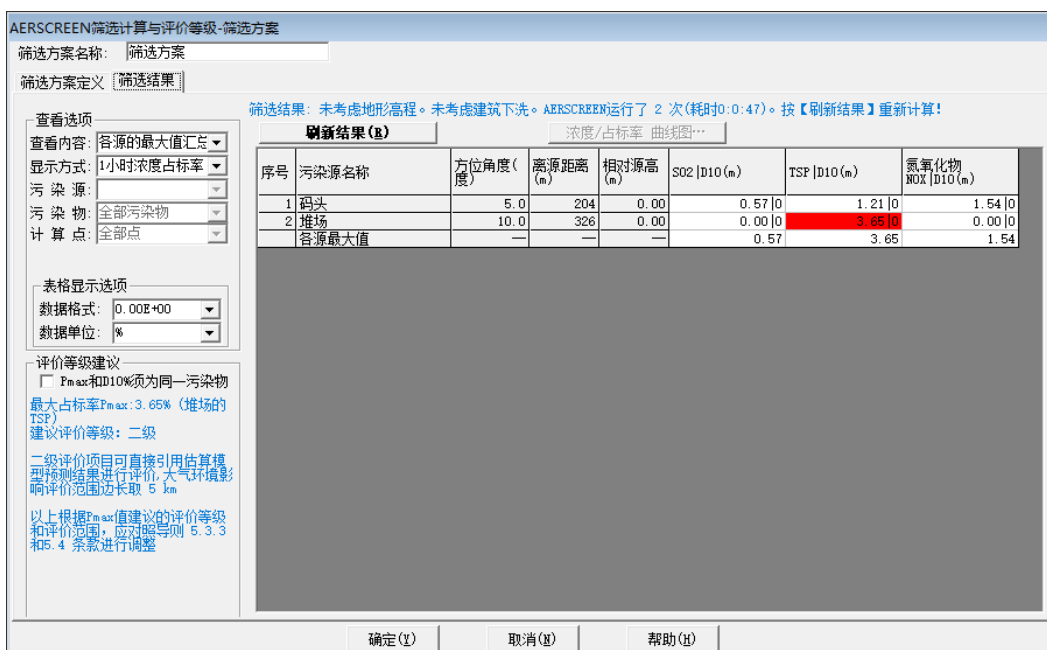 AERSCREEN筛选计算与评价等级-筛选方案
筛选方案名称: 筛选方案
筛选方案定义 筛选结果
筛选结果: 未考虑地形高程。未考虑建筑下洗。AERSCREEN运行了 2 次(耗时0:0:47)。按【刷新结果】重新计算!
刷新结果(R) 浓度/占标率 曲线图…
查看选项
查看内容: 各源的最大值汇总
显示方式: 1小时浓度占标率
污 染 源:
污 染 物: 全部污染物
计 算 点: 全部点
表格显示选项
数据格式: 0.00E+00
数据单位: %
评价等级建议
Pmax和D10%须为同一污染物
最大占标率Pmax:3.65% (堆场的
TSP)
建议评价等级: 二级
二级评价项目可直接引用估算模
型预测结果进行评价,大气环境影
响评价范围边长取 5 km
以上根据Pmax值建议的评价等级
和评价范围, 应对照导则 5.3.3
和5.4 条款进行调整
序号 污染源名称 方位角度(度) 离源距离(m) 相对源高(m) SO2|D10(m) TSP|D10(m) 氮氧化物NOX|D10(m)
1 码头 5.0 204 0.00 0.57|0 1.21|0 1.54|0
2 堆场 10.0 326 0.00 0.00|0 3.65|0 0.00|0
各源最大值 — — — 0.57 3.65 1.54
确定(Y) 取消(N) 帮助(H)